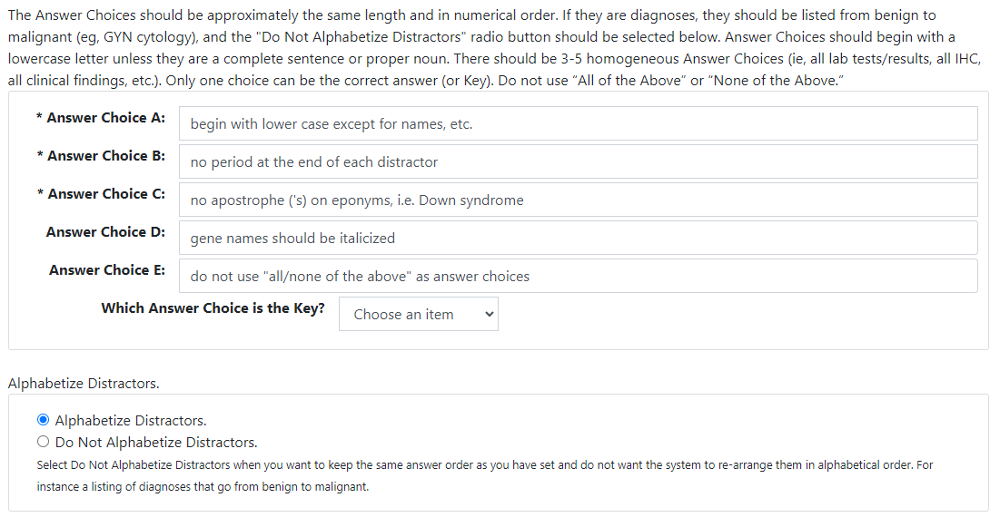 The Answer Choices should be approximately the same length and in numerical order. If they are diagnoses, they should be listed from benign to
malignant (eg, GYN cytology), and the "Do Not Alphabetize Distractors" radio button should be selected below. Answer Choices should begin with a
lowercase letter unless they are a complete sentence or proper noun. There should be 3-5 homogeneous Answer Choices (ie, all lab tests/results, all IHC,
all clinical findings, etc.). Only one choice can be the correct answer (or Key). Do not use “All of the Above” or “None of the Above.”
* Answer Choice A: begin with lower case except for names, etc.
* Answer Choice B: no period at the end of each distractor
* Answer Choice C: no apostrophe ('s) on eponyms, i.e. Down syndrome
Answer Choice D: gene names should be italicized
Answer Choice E: do not use "all/none of the above" as answer choices
Which Answer Choice is the Key? Choose an item
Alphabetize Distractors.
Alphabetize Distractors.
Do Not Alphabetize Distractors.
Select Do Not Alphabetize Distractors when you want to keep the same answer order as you have set and do not want the system to re-arrange them in alphabetical order. For
instance a listing of diagnoses that go from benign to malignant.